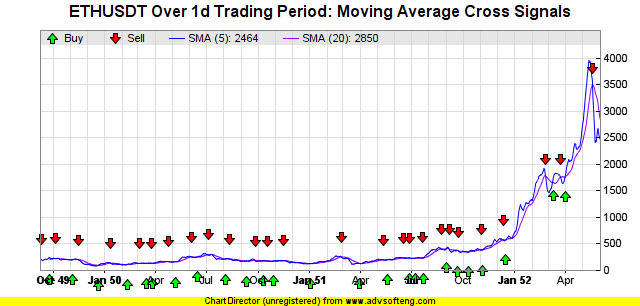 ETHUSDT Over 1d Trading Period: Moving Average Cross Signals
Buy Sell SMA (5): 2464 SMA (20): 2850
4000
3500
3000
2500
2000
1500
1000
500
0
Oct 49 Jan 50 Apr Jul Oct Jan 51 Apr Jul Oct Jan 52 Apr
ChartDirector (unregistered) from www.advsofteng.com